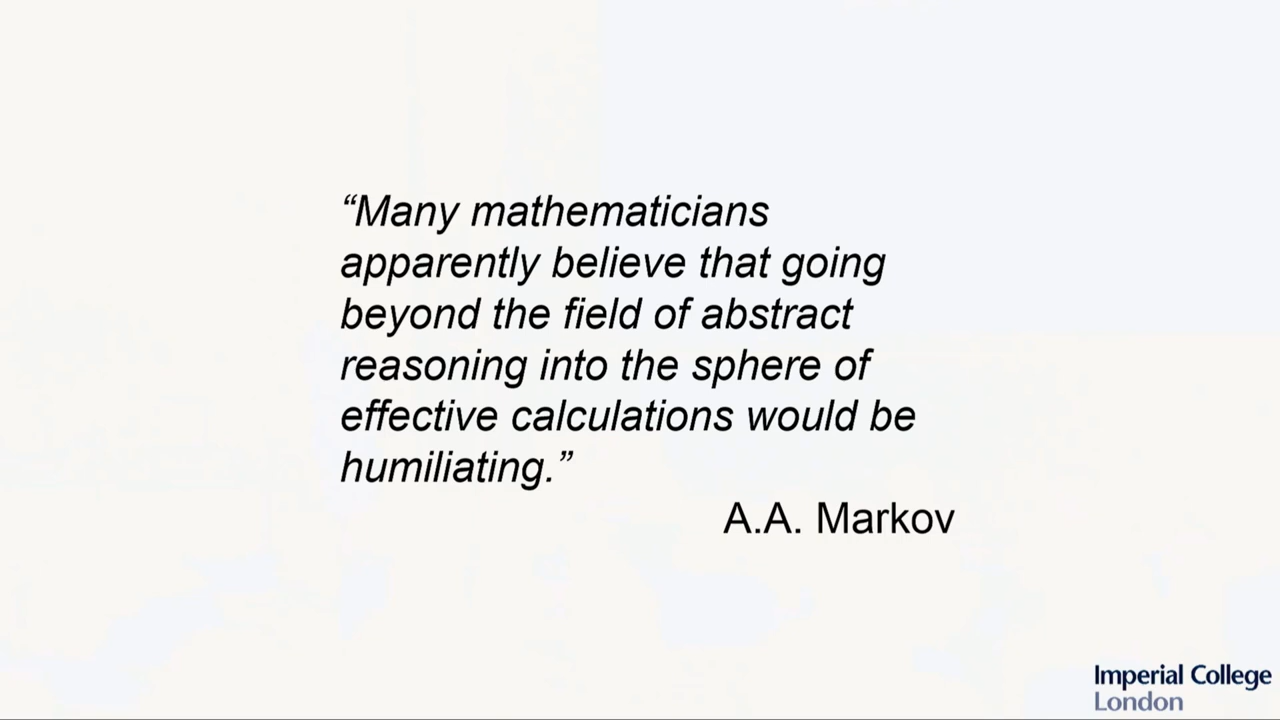 “Many mathematicians
apparently believe that going
beyond the field of abstract
reasoning into the sphere of
effective calculations would be
humiliating.”
A.A. Markov
Imperial College
London